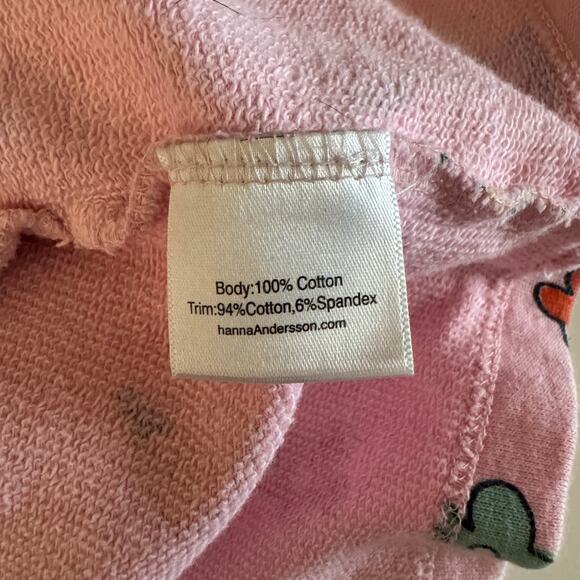 Body:100% Cotton
Trim:94%Cotton,6%Spandex
hannaAndersson.com